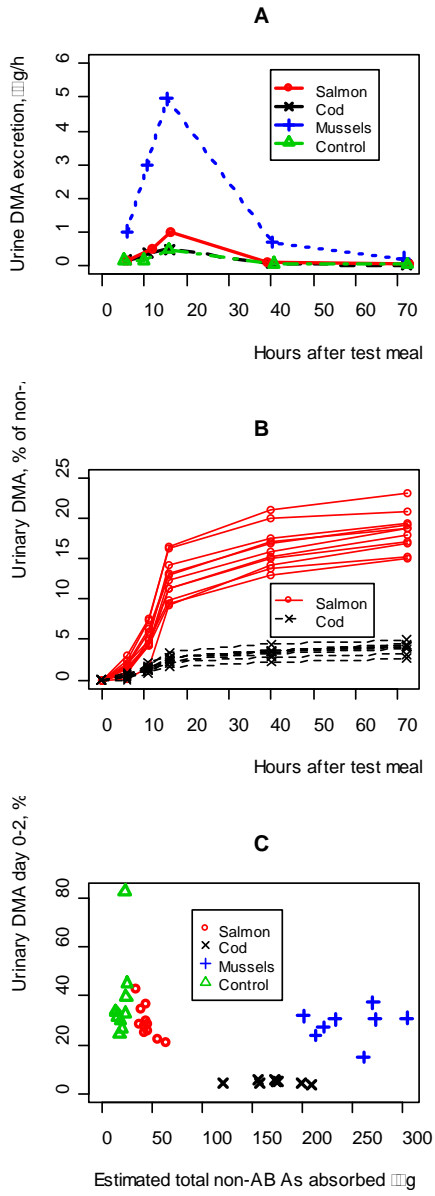 A
Urine DMA excretion, g/h
0 1 2 3 4 5 6
Salmon
Cod
Mussels
Control
0 10 20 30 40 50 60 70
Hours after test meal
B
Urinary DMA, % of non-
0 5 10 15 20 25
Salmon
Cod
0 10 20 30 40 50 60 70
Hours after test meal
C
Urinary DMA day 0-2, %
0 20 40 60 80
Salmon
Cod
Mussels
Control
0 50 100 150 200 250 300
Estimated total non-AB As absorbed g